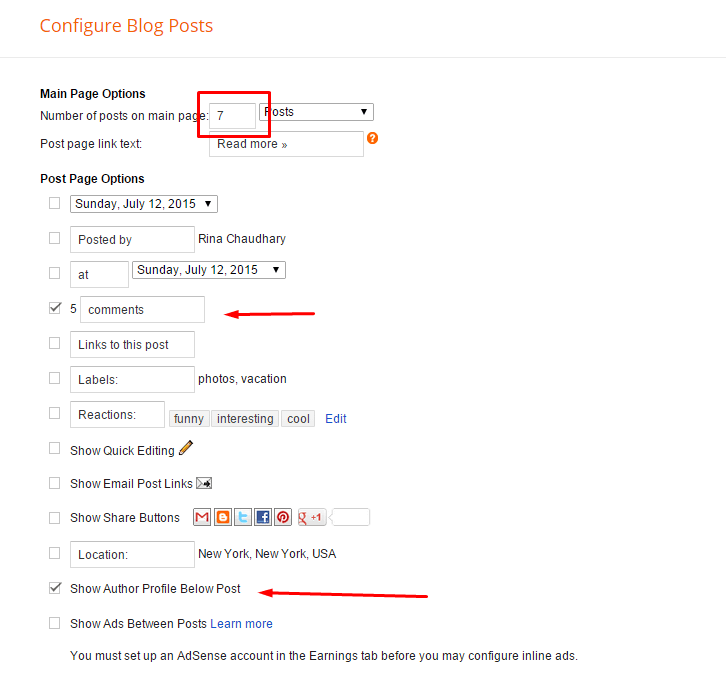 Configure Blog Posts
Main Page Options
Number of posts on main page: 7 Posts
Post page link text: Read more » ?
Post Page Options
Sunday, July 12, 2015
Posted by Rina Chaudhary
at Sunday, July 12, 2015
5 comments
Links to this post
Labels: photos, vacation
Reactions: funny interesting cool Edit
Show Quick Editing
Show Email Post Links
Show Share Buttons g +1
Location: New York, New York, USA
Show Author Profile Below Post
Show Ads Between Posts Learn more
You must set up an AdSense account in the Earnings tab before you may configure inline ads.